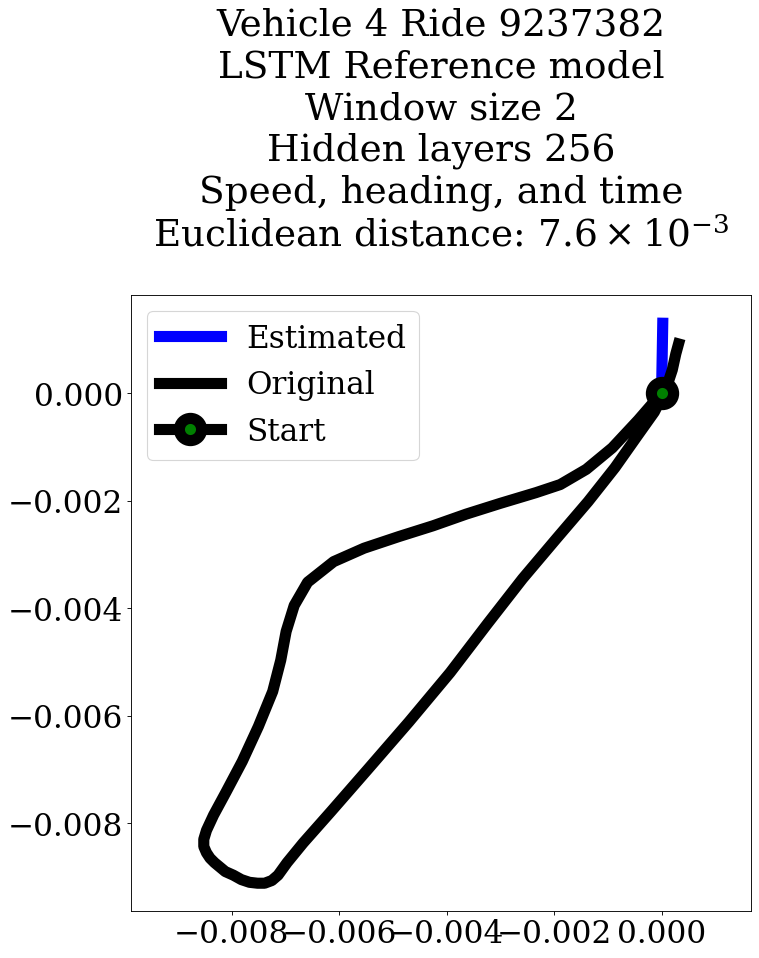 Vehicle 4 Ride 9237382
LSTM Reference model
Window size 2
Hidden layers 256
Speed, heading, and time
Euclidean distance: 7.6 × 10⁻³
Estimated
Original
Start
0.000
−0.002
−0.004
−0.006
−0.008
−0.008 −0.006 −0.004 −0.002 0.000